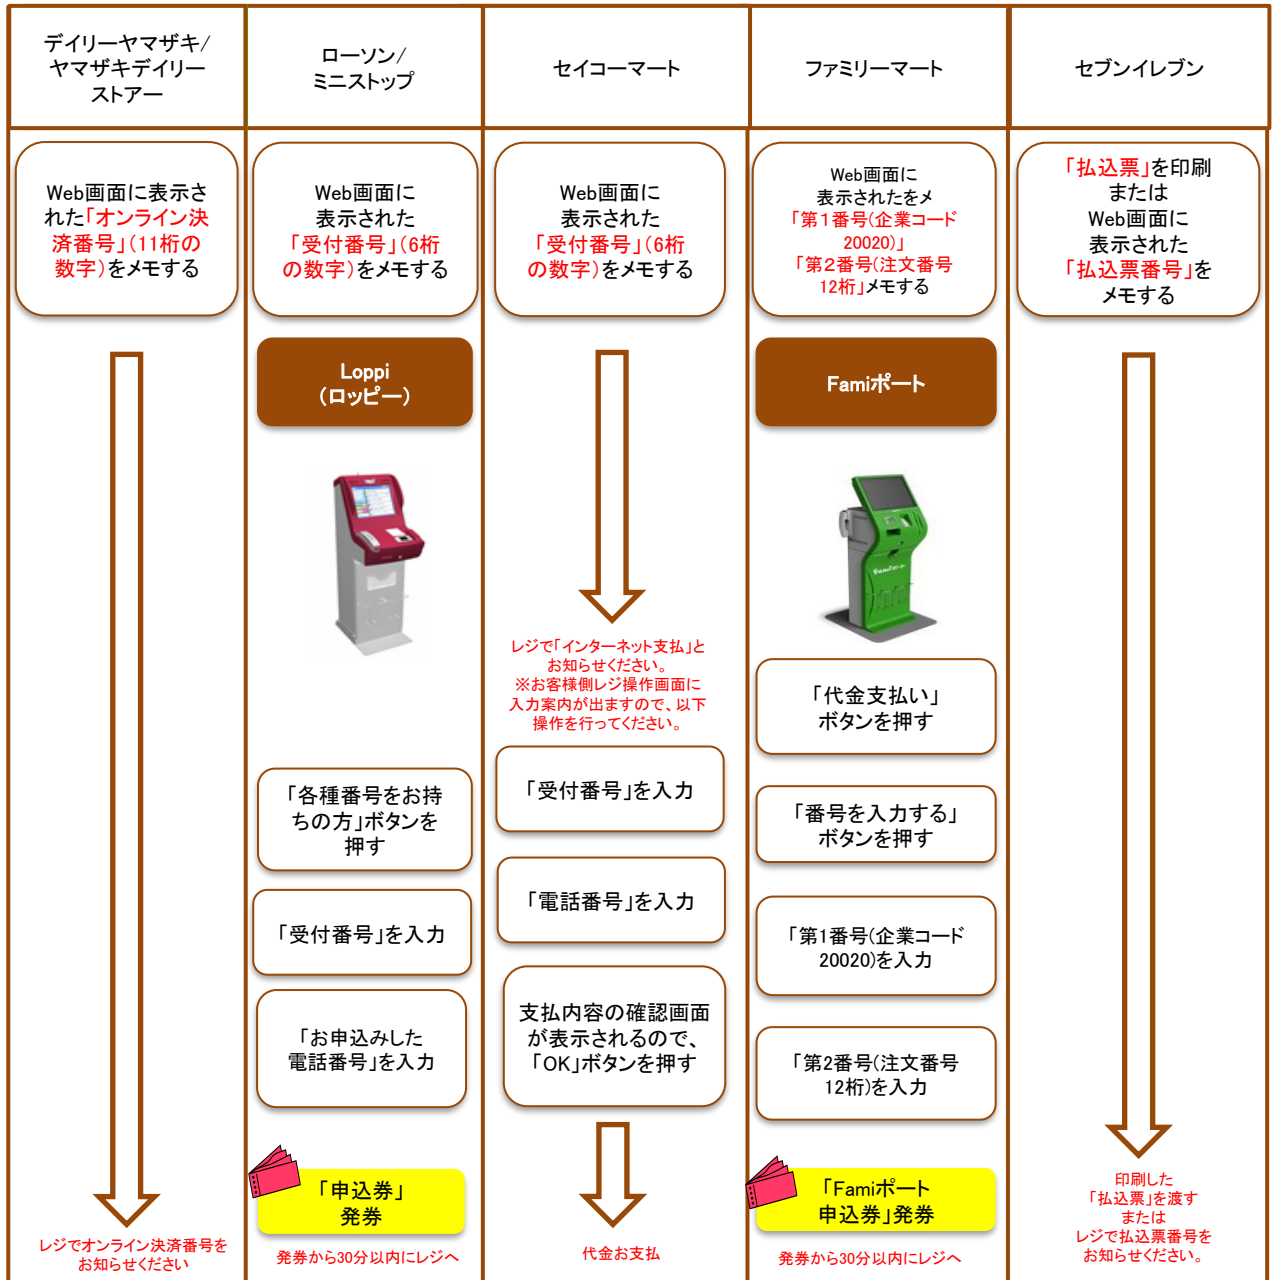 デイリーヤマザキ/
ヤマザキデイリー
ストアー
ローソン/
ミニストップ
セイコーマート
ファミリーマート
セブンイレブン
Web画面に表示さ
れた「オンライン決
済番号」(11桁の
数字)をメモする
レジでオンライン決済番号を
お知らせください
Web画面に
表示された
「受付番号」(6桁
の数字)をメモする
Loppi
(ロッピー)
「各種番号をお持
ちの方」ボタンを
押す
「受付番号」を入力
「お申込みした
電話番号」を入力
「申込券」
発券
発券から30分以内にレジへ
Web画面に
表示された
「受付番号」(6桁
の数字)をメモする
レジで「インターネット支払」と
お知らせください。
※お客様側レジ操作画面に
入力案内が出ますので、以下
操作を行ってください。
「受付番号」を入力
「電話番号」を入力
支払内容の確認画面
が表示されるので、
「OK」ボタンを押す
代金お支払
Web画面に
表示されたをメ
「第1番号(企業コード
20020)」
「第2番号(注文番号
12桁」メモする
Famiポート
「代金支払い」
ボタンを押す
「番号を入力する」
ボタンを押す
「第1番号(企業コード
20020)を入力
「第2番号(注文番号
12桁)を入力
「Famiポート
申込券」発券
発券から30分以内にレジへ
「払込票」を印刷
または
Web画面に
表示された
「払込票番号」を
メモする
印刷した
「払込票」を渡す
または
レジで払込票番号を
お知らせください。